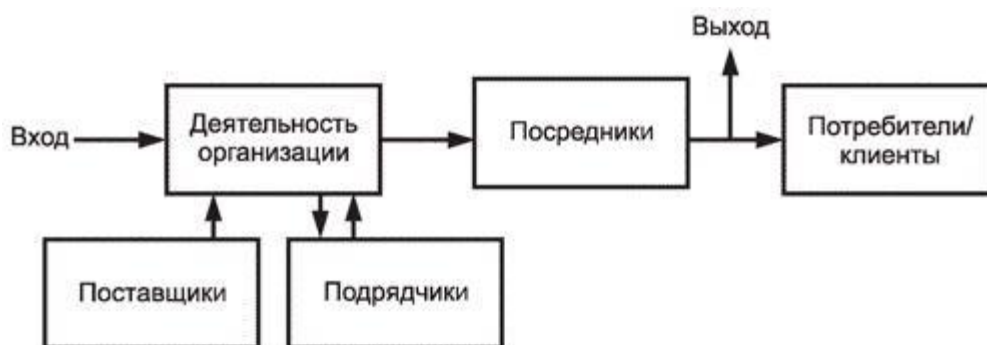 Выход
Вход
Деятельность
организации
Посредники
Потребители/
клиенты
Поставщики
Подрядчики